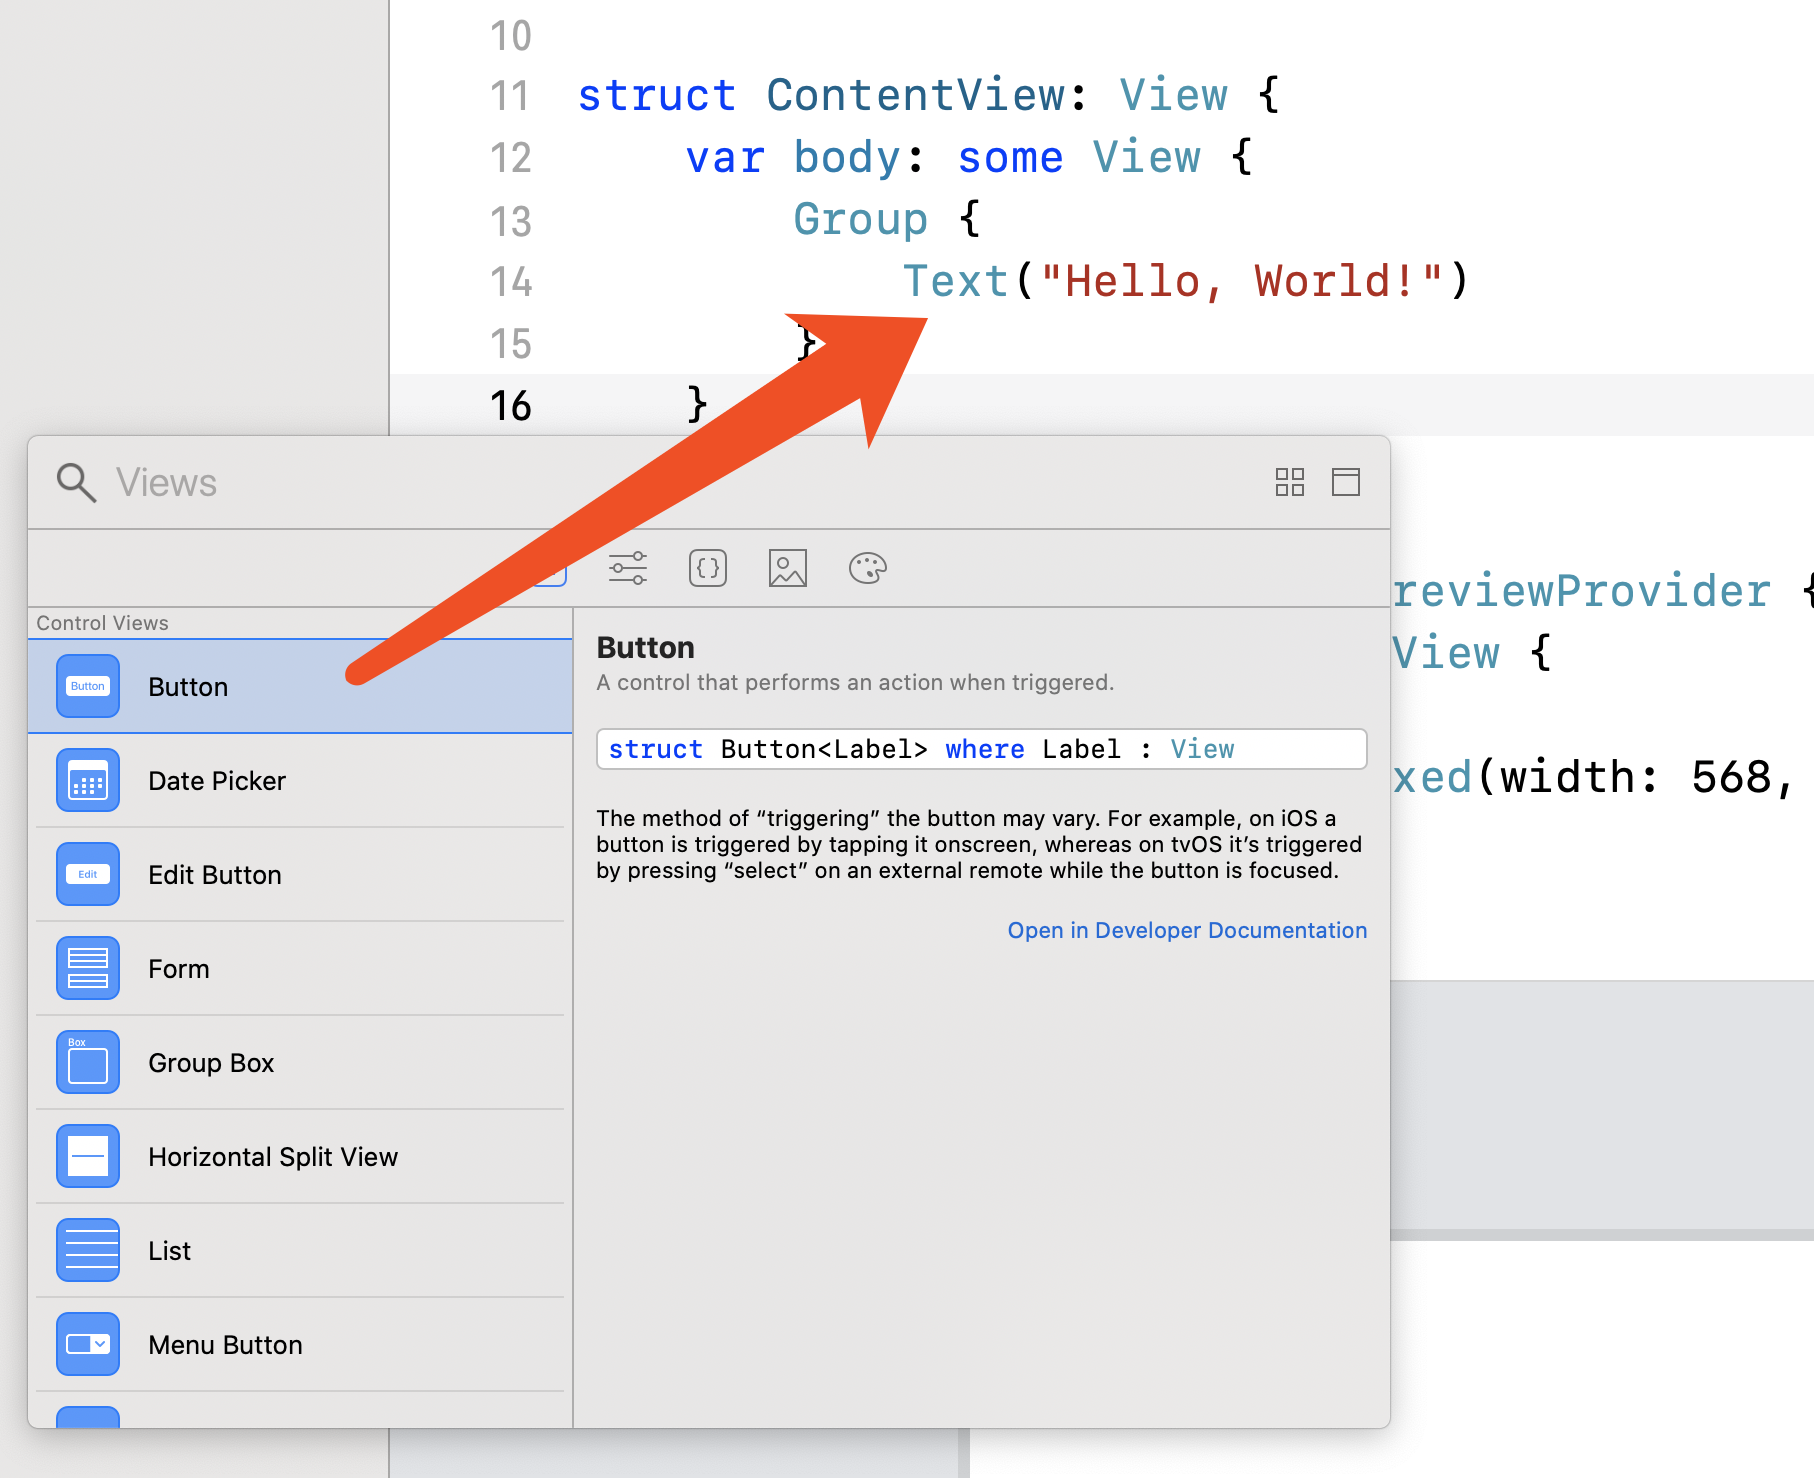 10
11 struct ContentView: View {
12 var body: some View {
13 Group {
14 Text("Hello, World!")
15 }
16 }
Views
Control Views
Button Button
Date Picker
Edit Edit Button
Form
Box Group Box
Horizontal Split View
List
Menu Button
Button
A control that performs an action when triggered.
struct Button<Label> where Label : View
The method of “triggering” the button may vary. For example, on iOS a
button is triggered by tapping it onscreen, whereas on tvOS it’s triggered
by pressing “select” on an external remote while the button is focused.
Open in Developer Documentation
reviewProvider {
View {
xed(width: 568,